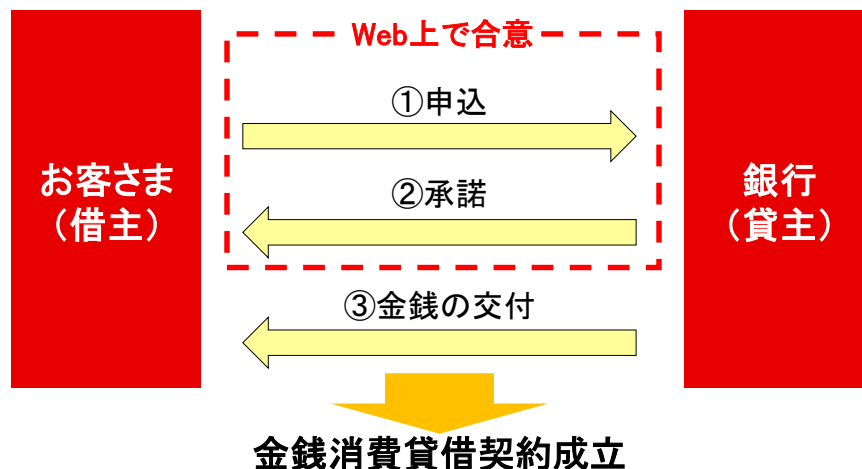 Web上で合意
①申込
お客さま
（借主）
②承諾
銀行
（貸主）
③金銭の交付
金銭消費貸借契約成立